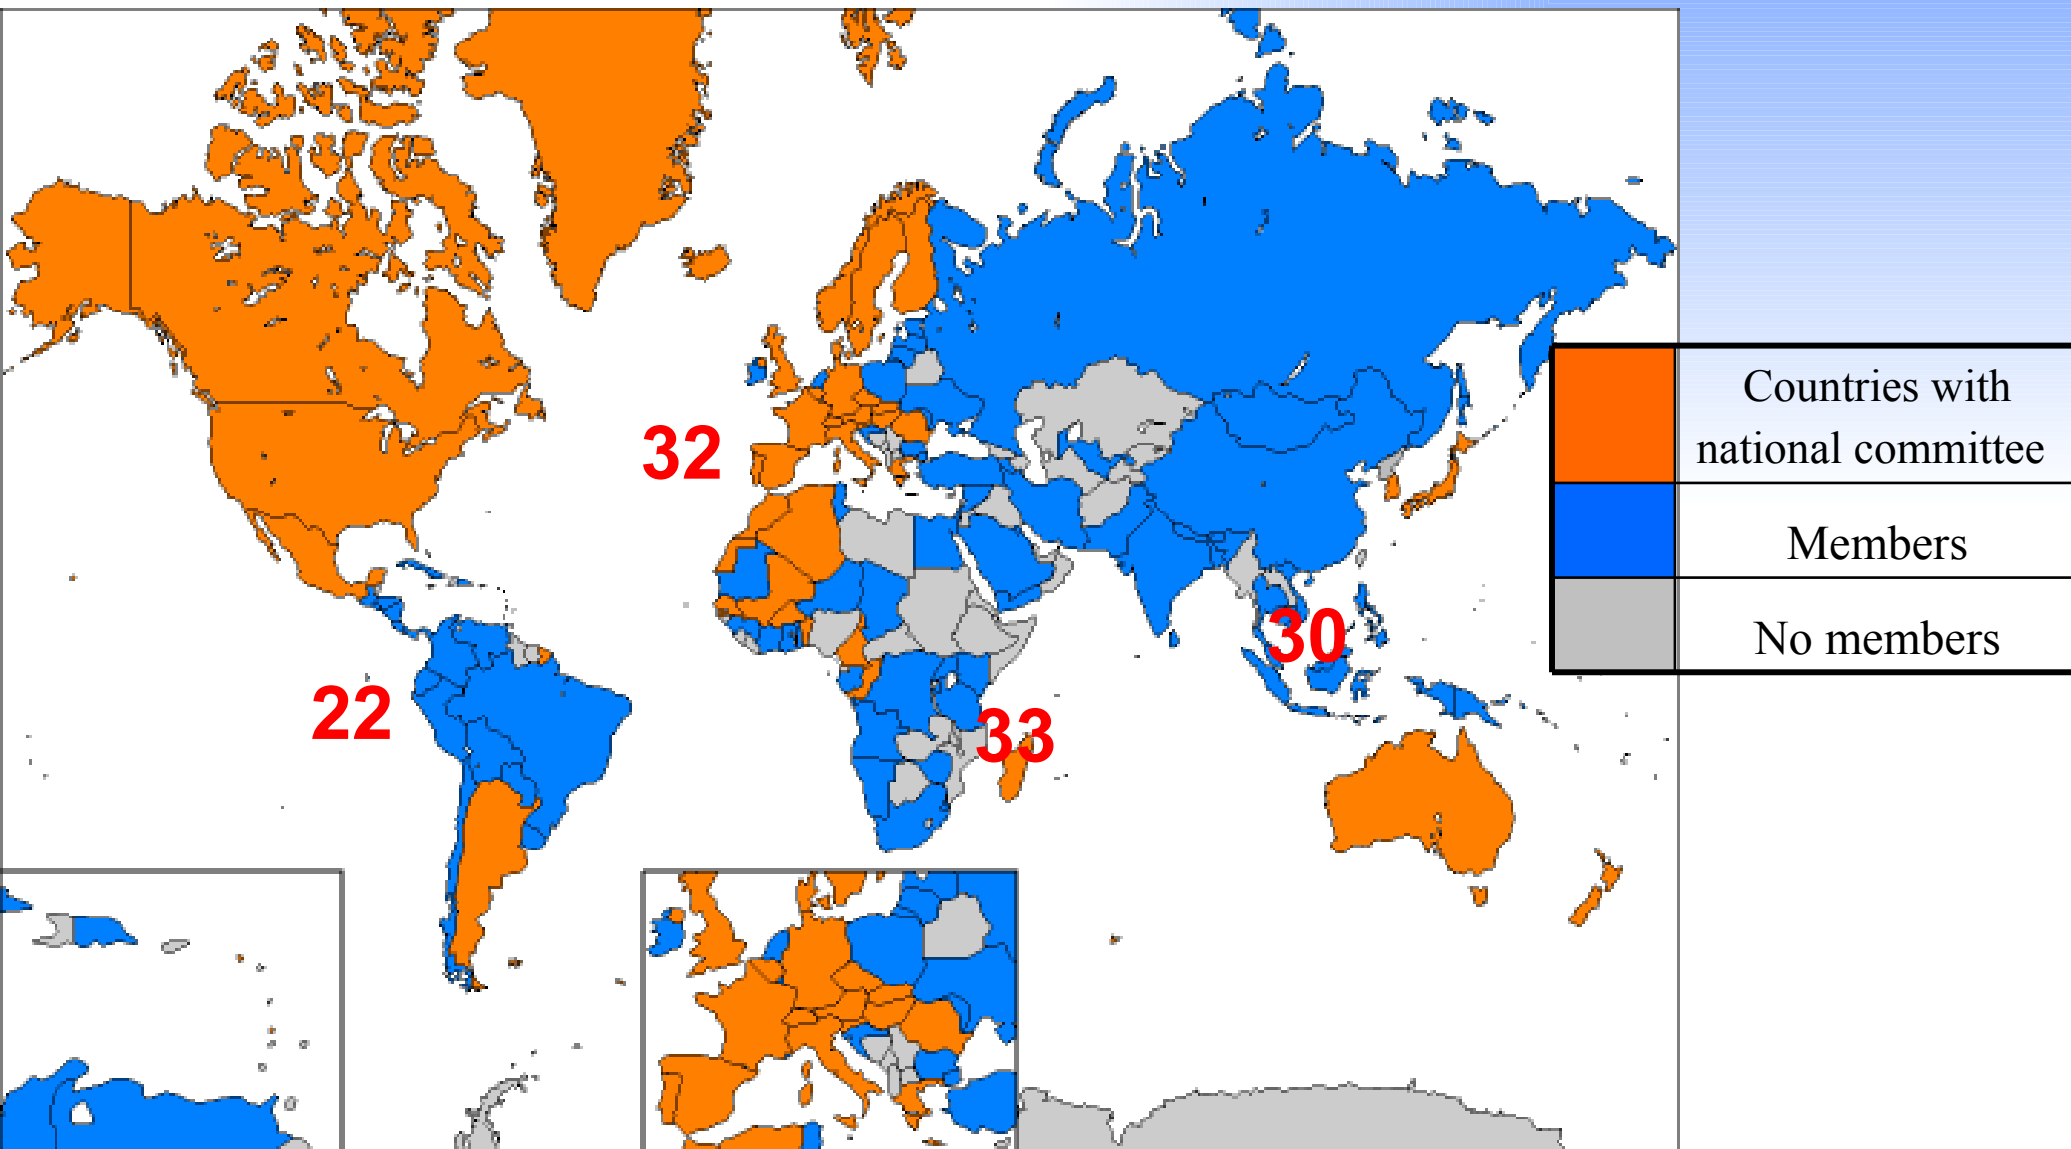 32
22
30
33
Countries with
national committee
Members
No members